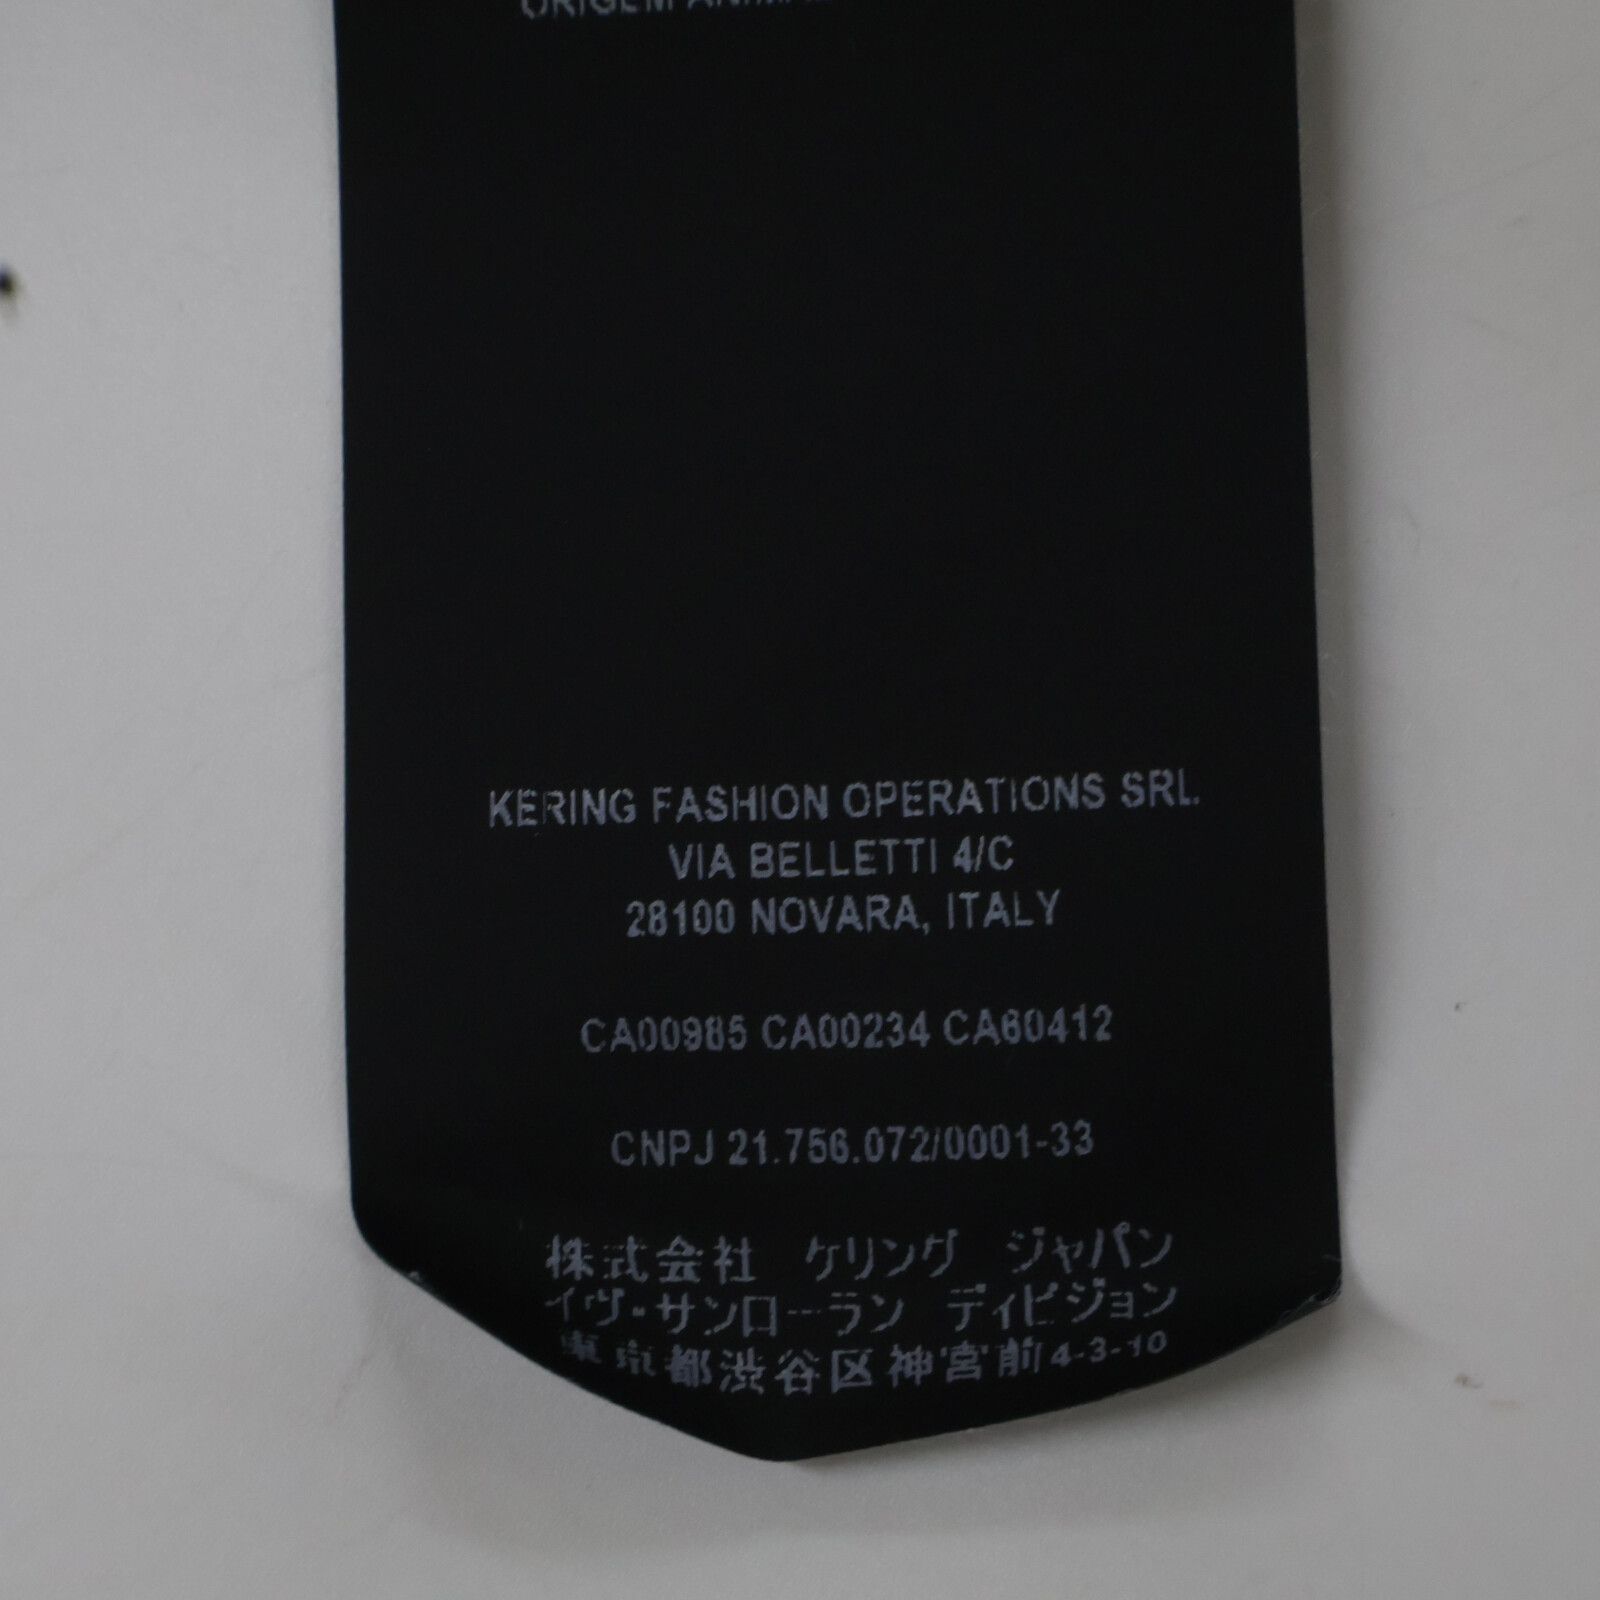 ORIGEM ANIMAL
KERING FASHION OPERATIONS SRL
VIA BELLETTI 4/C
28100 NOVARA, ITALY
CA00985 CA00234 CA60412
CNPJ 21.756.072/0001-33
株式会社 ケリング ジャパン
イヴ・サンローラン ディビジョン
東京都渋谷区神宮前4-3-10